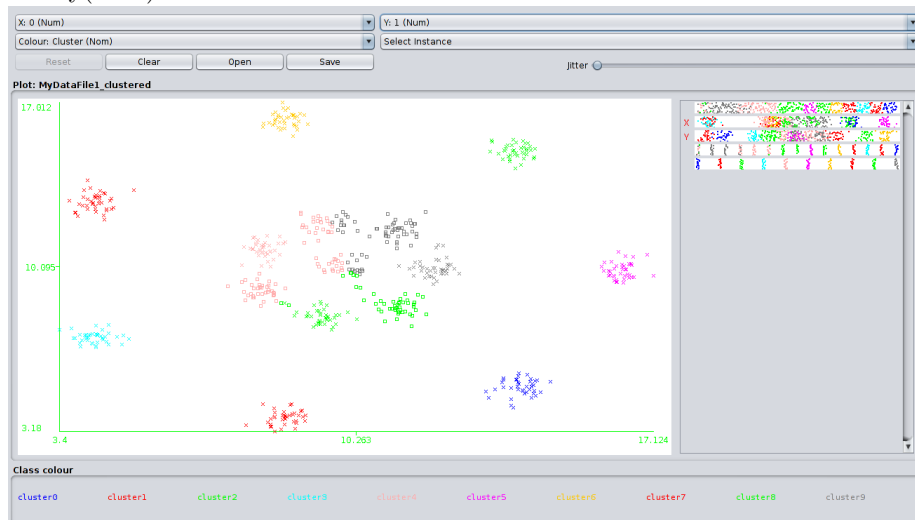 X: 0 (Num) Y: 1 (Num)
Colour: Cluster (Nom) Select Instance
Reset Clear Open Save Jitter
Plot: MyDataFile1_clustered
17.012
X
Y
10.095
3.18
3.4 10.263 17.124
Class colour
cluster0 cluster1 cluster2 cluster3 cluster4 cluster5 cluster6 cluster7 cluster8 cluster9